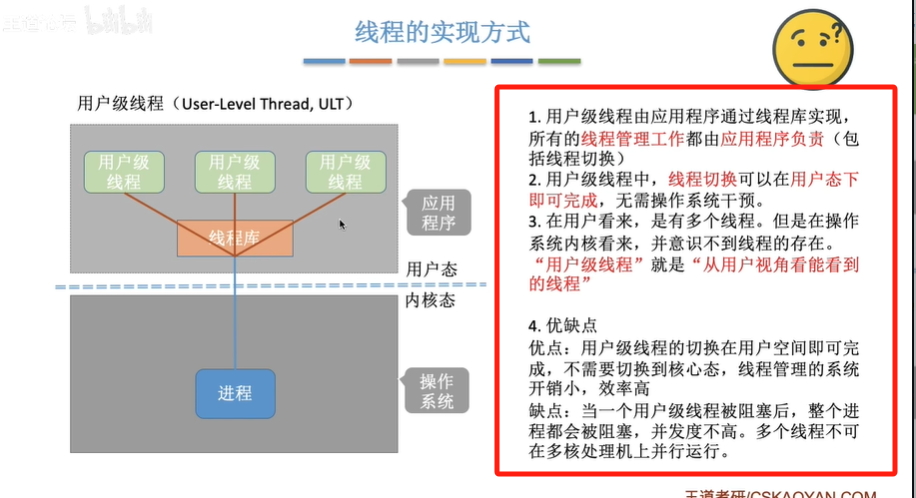 线程的实现方式
用户级线程（User-Level Thread, ULT）
用户级
线程
用户级
线程
用户级
线程
线程库
应用
程序
用户态
内核态
进程
操作
系统
1. 用户级线程由应用程序通过线程库实现，
所有的线程管理工作都由应用程序负责（包
括线程切换）
2. 用户级线程中，线程切换可以在用户态下
即可完成，无需操作系统干预。
3. 在用户看来，是有多个线程。但是在操作
系统内核看来，并意识不到线程的存在。
“用户级线程”就是“从用户视角看能看到
的线程”
4. 优缺点
优点：用户级线程的切换在用户空间即可完
成，不需要切换到核心态，线程管理的系统
开销小，效率高
缺点：当一个用户级线程被阻塞后，整个进
程都会被阻塞，并发度不高。多个线程不可
在多核处理机上并行运行。
王道考研/CSKAOYAN.COM